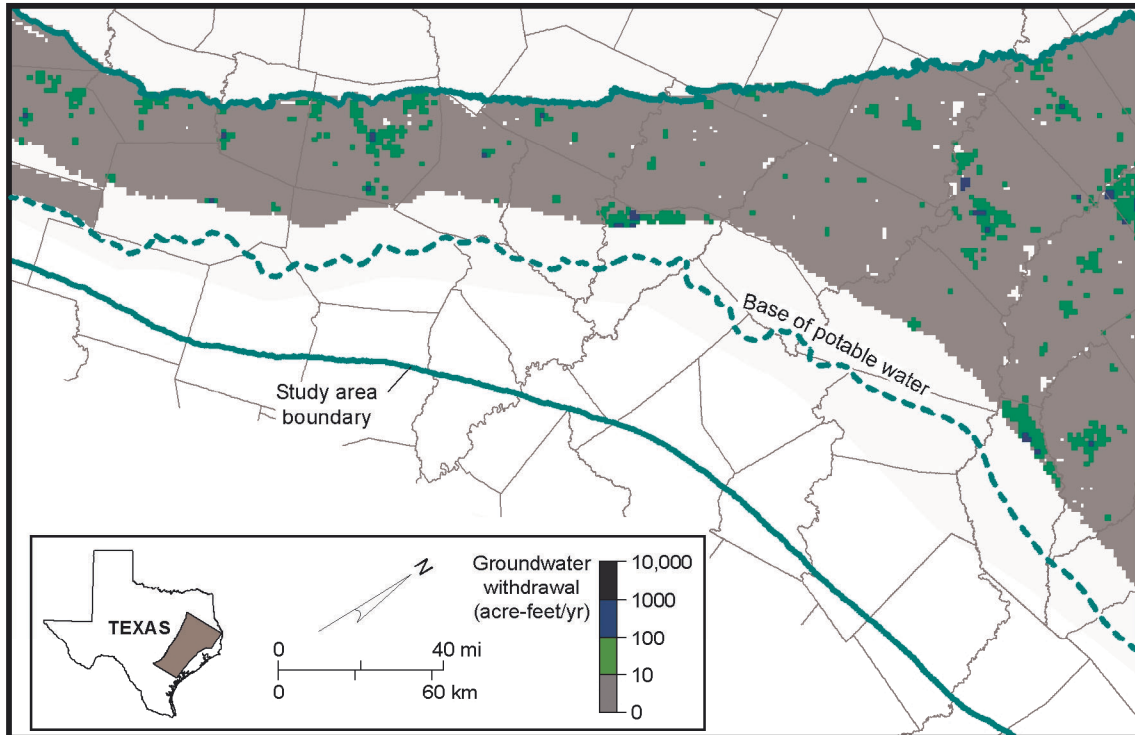 Base of potable water
Study area
boundary
TEXAS
N
0 40 mi
0 60 km
Groundwater
withdrawal
(acre-feet/yr)
10,000
1000
100
10
0